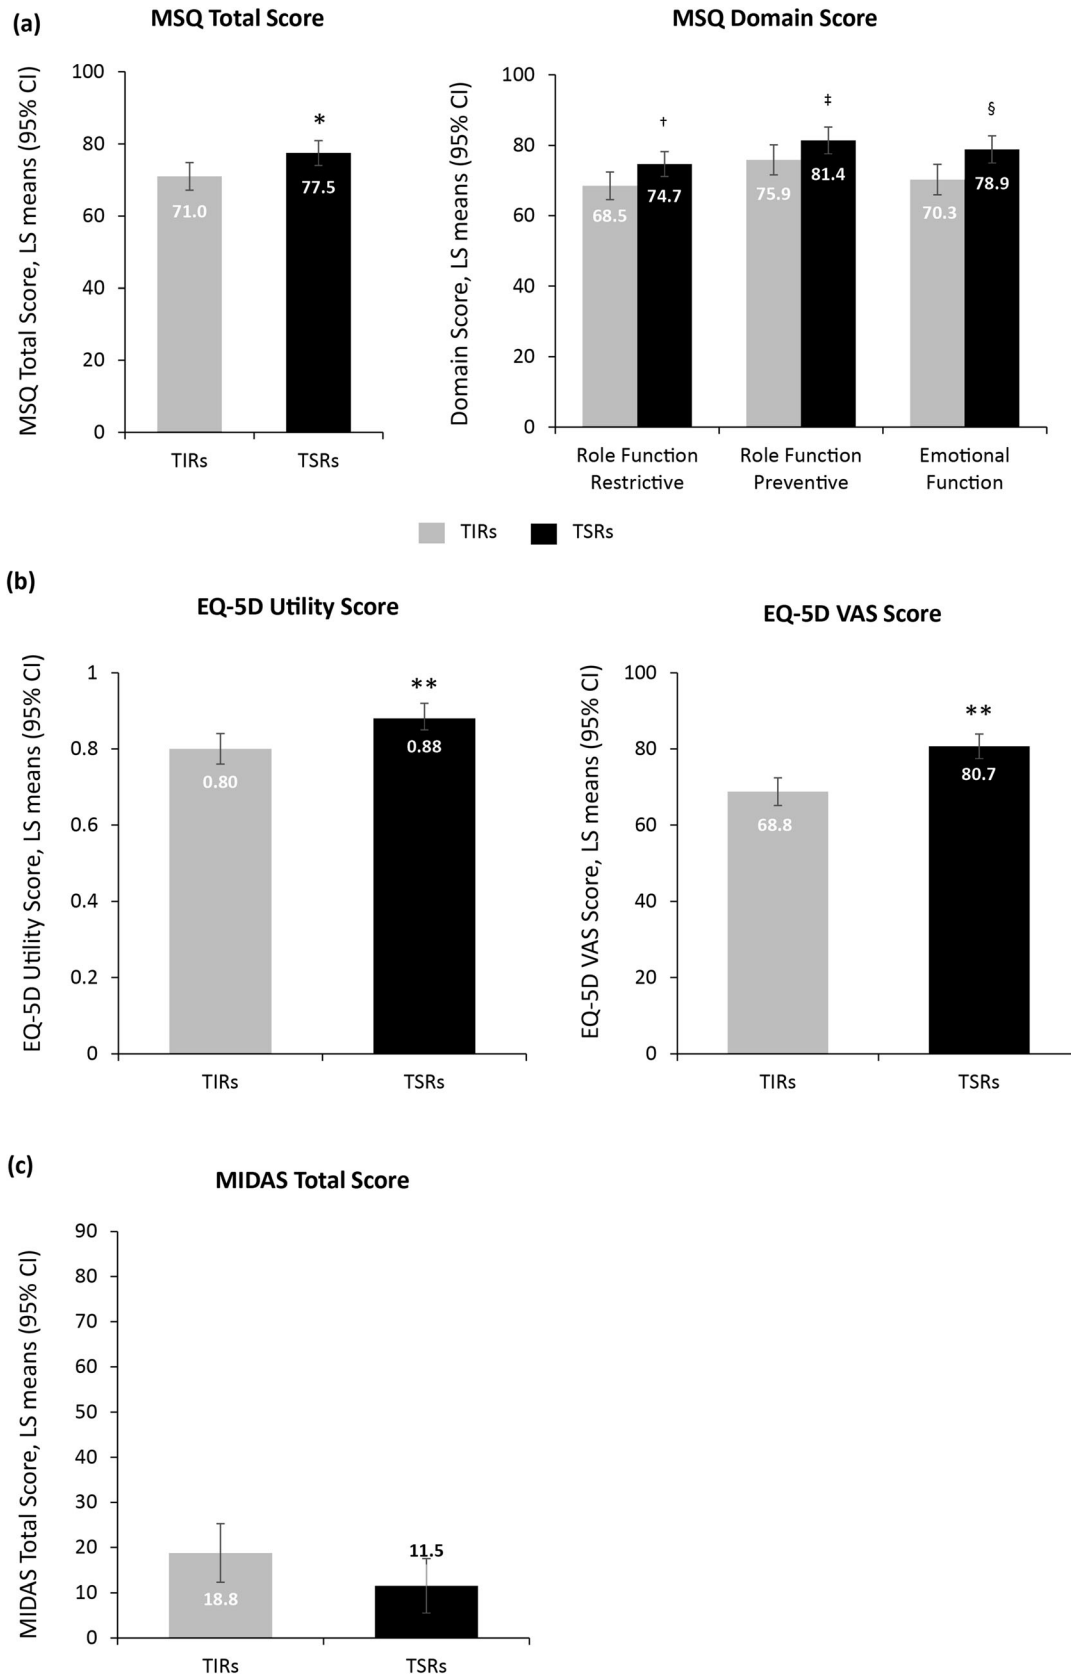 (a)
MSQ Total Score
MSQ Total Score, LS means (95% CI)
100
80
60
40
20
0
*
71.0
77.5
TIRs
TSRs
MSQ Domain Score
Domain Score, LS means (95% CI)
100
80
60
40
20
0
†
‡
§
68.5
74.7
75.9
81.4
70.3
78.9
Role Function
Restrictive
Role Function
Preventive
Emotional
Function
TIRs
TSRs
(b)
EQ-5D Utility Score
EQ-5D Utility Score, LS means (95% CI)
1
0.8
0.6
0.4
0.2
0
**
0.80
0.88
TIRs
TSRs
EQ-5D VAS Score
EQ-5D VAS Score, LS means (95% CI)
100
80
60
40
20
0
**
68.8
80.7
TIRs
TSRs
(c)
MIDAS Total Score
MIDAS Total Score, LS means (95% CI)
90
80
70
60
50
40
30
20
10
0
18.8
11.5
TIRs
TSRs